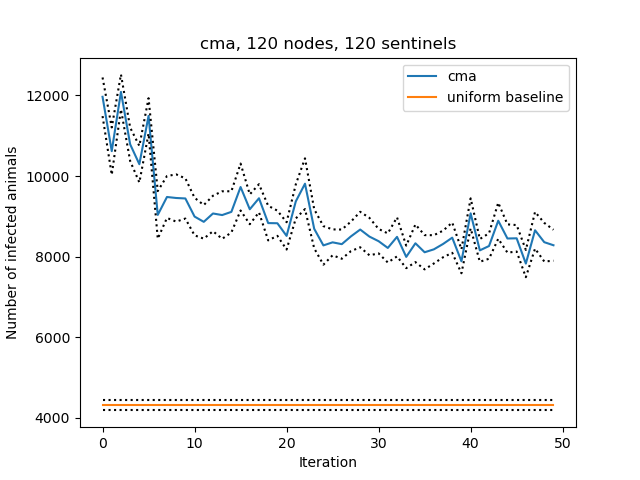 cma, 120 nodes, 120 sentinels
cma
uniform baseline
Number of infected animals
12000
10000
8000
6000
4000
0 10 20 30 40 50
Iteration